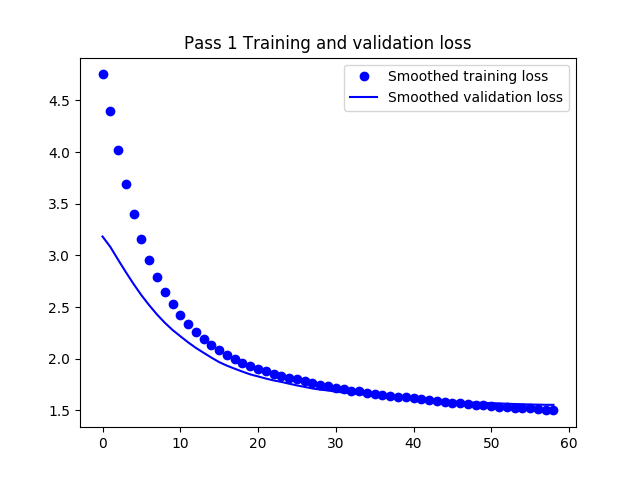 Pass 1 Training and validation loss
Smoothed training loss
Smoothed validation loss
4.5
4.0
3.5
3.0
2.5
2.0
1.5
0 10 20 30 40 50 60